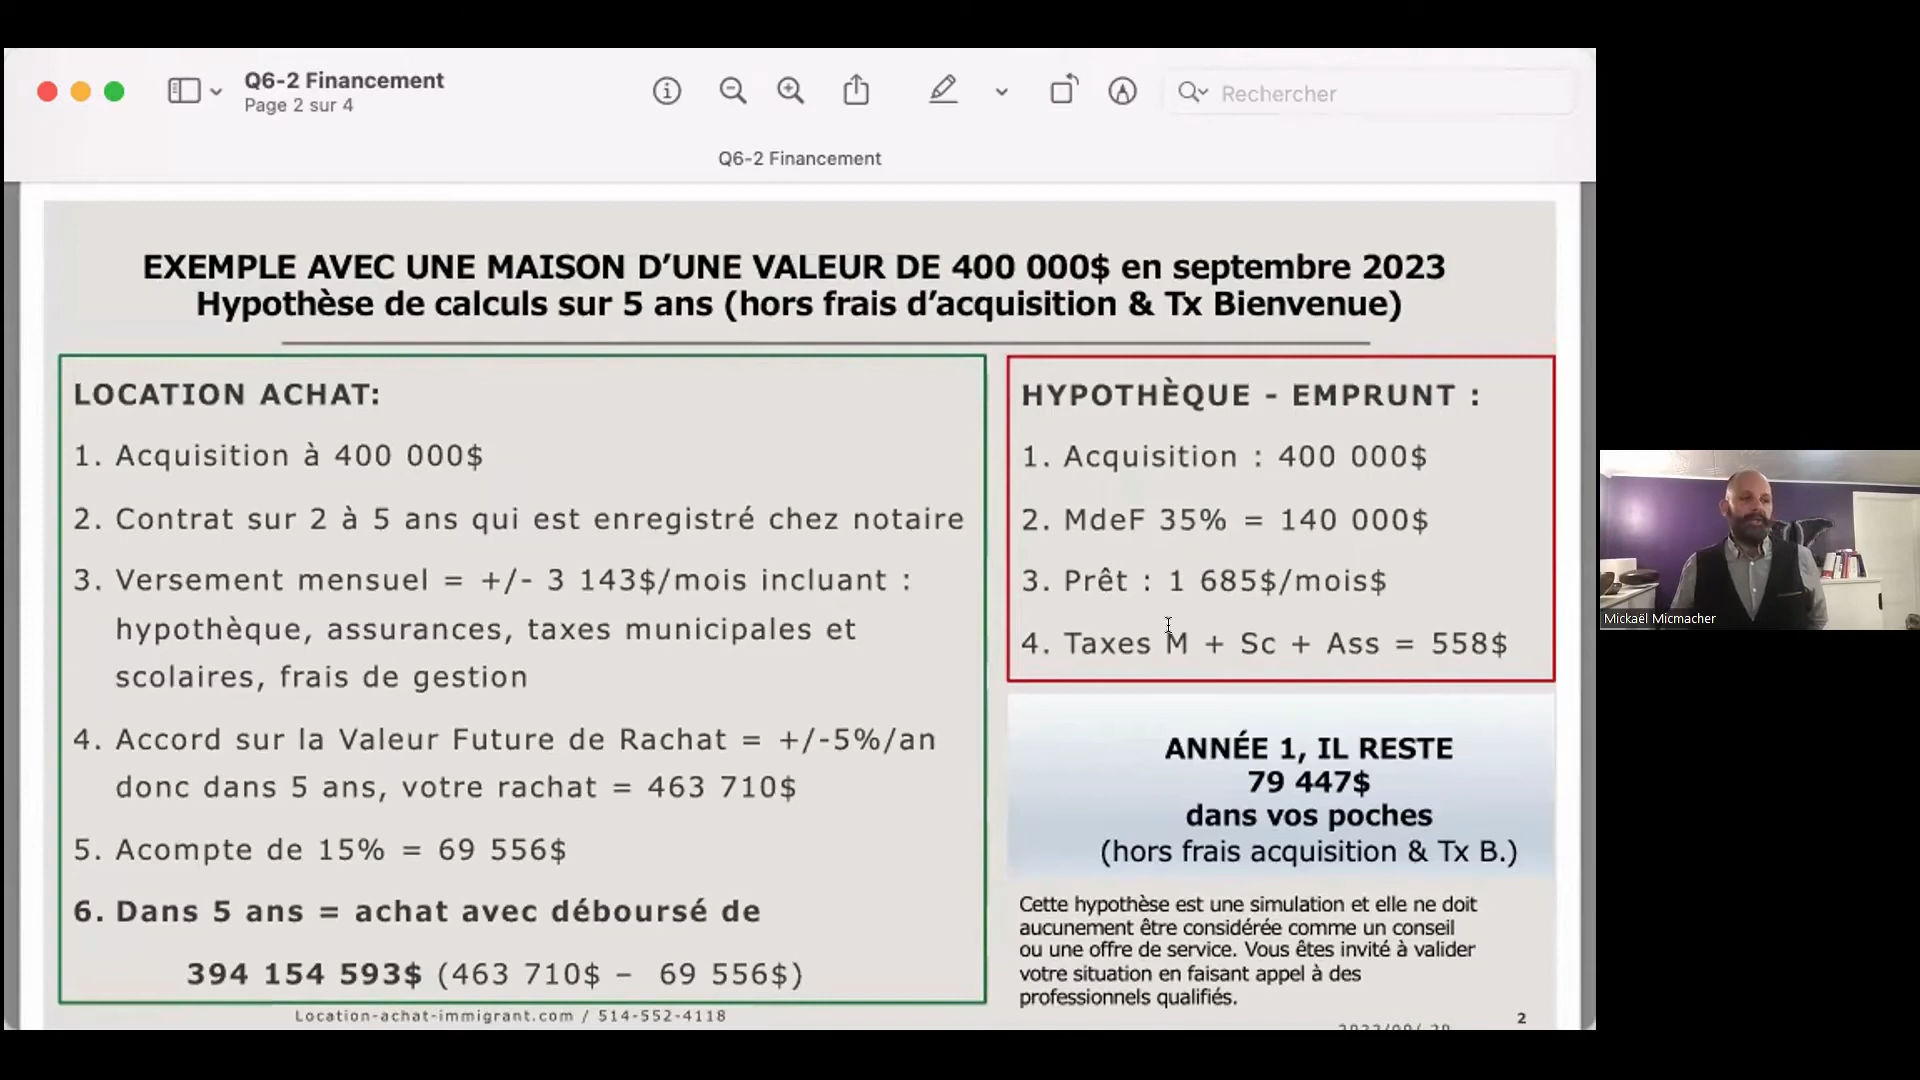 Q6-2 Financement
Page 2 sur 4
Rechercher
Q6-2 Financement
EXEMPLE AVEC UNE MAISON D’UNE VALEUR DE 400 000$ en septembre 2023
Hypothèse de calculs sur 5 ans (hors frais d’acquisition & Tx Bienvenue)
LOCATION ACHAT:
1. Acquisition à 400 000$
2. Contrat sur 2 à 5 ans qui est enregistré chez notaire
3. Versement mensuel = +/- 3 143$/mois incluant :
hypothèque, assurances, taxes municipales et
scolaires, frais de gestion
4. Accord sur la Valeur Future de Rachat = +/-5%/an
donc dans 5 ans, votre rachat = 463 710$
5. Acompte de 15% = 69 556$
6. Dans 5 ans = achat avec déboursé de
394 154 593$ (463 710$ – 69 556$)
HYPOTHÈQUE - EMPRUNT :
1. Acquisition : 400 000$
2. MdeF 35% = 140 000$
3. Prêt : 1 685$/mois$
4. Taxes M + Sc + Ass = 558$
ANNÉE 1, IL RESTE
79 447$
dans vos poches
(hors frais acquisition & Tx B.)
Cette hypothèse est une simulation et elle ne doit
aucunement être considérée comme un conseil
ou une offre de service. Vous êtes invité à valider
votre situation en faisant appel à des
professionnels qualifiés.
Location-achat-immigrant.com / 514-552-4118
2
Mickaël Micmacher